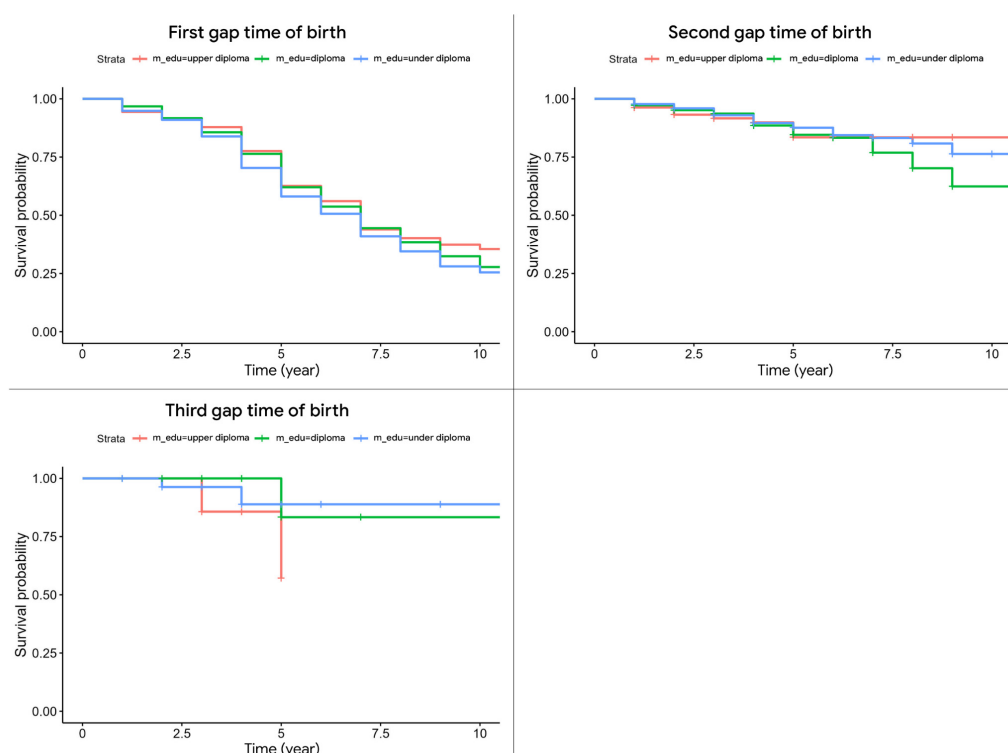 First gap time of birth
Strata m_edu=upper diploma m_edu=diploma m_edu=under diploma
Survival probability
1.00
0.75
0.50
0.25
0.00
0 2.5 5 7.5 10
Time (year)
Second gap time of birth
Strata m_edu=upper diploma m_edu=diploma m_edu=under diploma
Survival probability
1.00
0.75
0.50
0.25
0.00
0 2.5 5 7.5 10
Time (year)
Third gap time of birth
Strata m_edu=upper diploma m_edu=diploma m_edu=under diploma
Survival probability
1.00
0.75
0.50
0.25
0.00
0 2.5 5 7.5 10
Time (year)